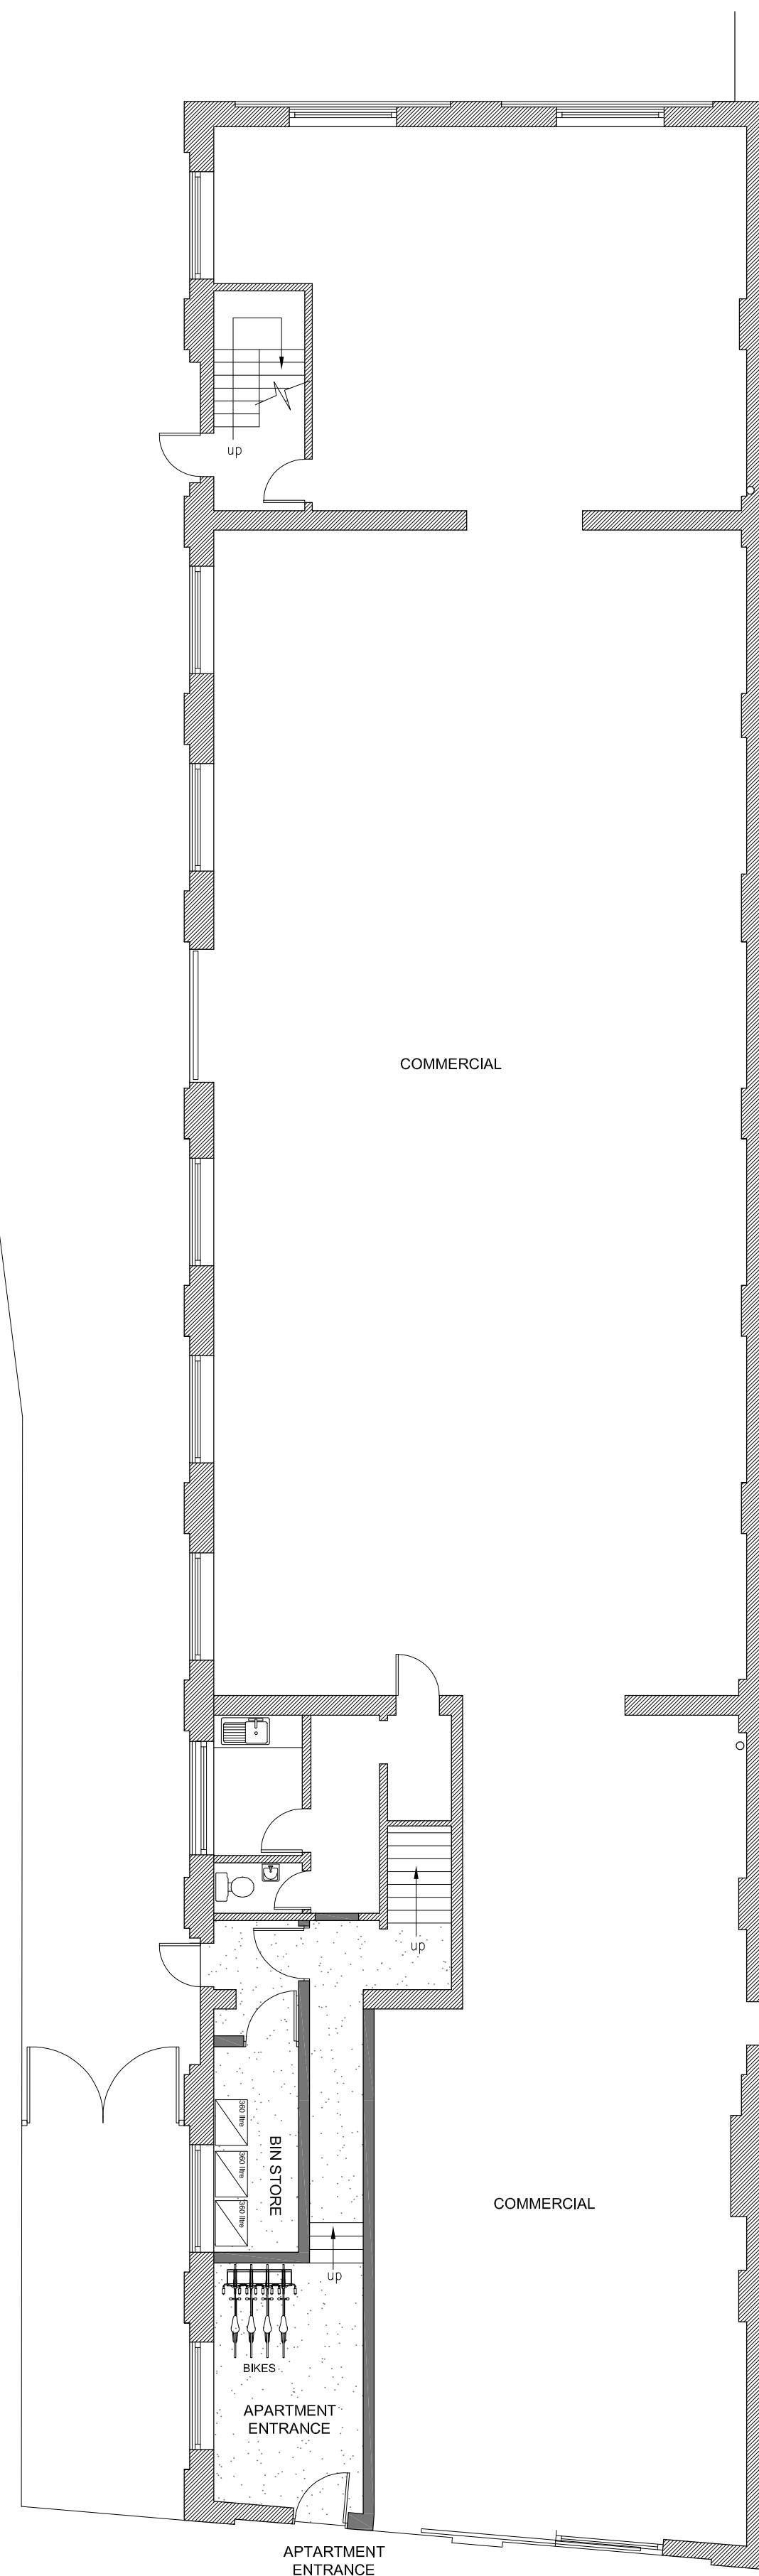 up
COMMERCIAL
up
360 litre
360 litre
360 litre
BIN STORE
COMMERCIAL
up
BIKES
APARTMENT
ENTRANCE
APTARTMENT
ENTRANCE